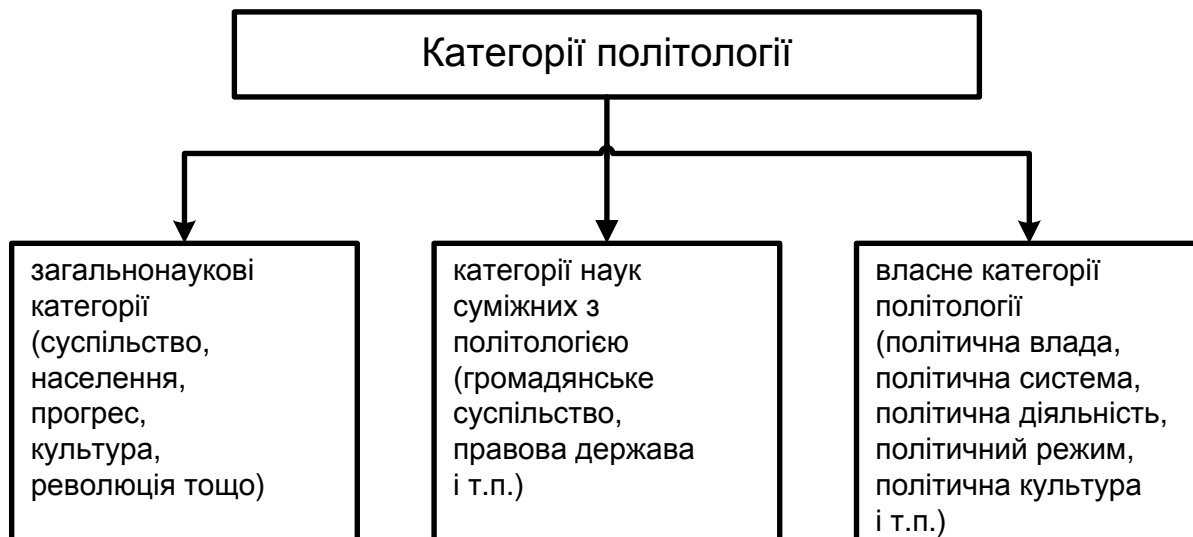 Категорії політології
загальнонаукові
категорії
(суспільство,
населення,
прогрес,
культура,
революція тощо)
категорії наук
суміжних з
політологією
(громадянське
суспільство,
правова держава
і т.п.)
власне категорії
політології
(політична влада,
політична система,
політична діяльність,
політичний режим,
політична культура
і т.п.)